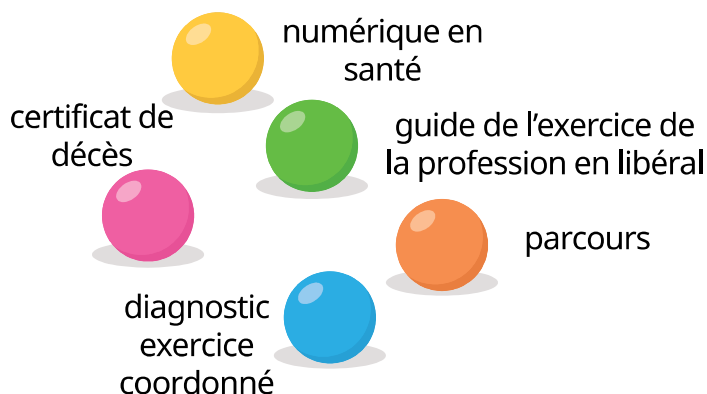 numérique en
santé
certificat de
décès
guide de l’exercice de
la profession en libéral
parcours
diagnostic
exercice
coordonné